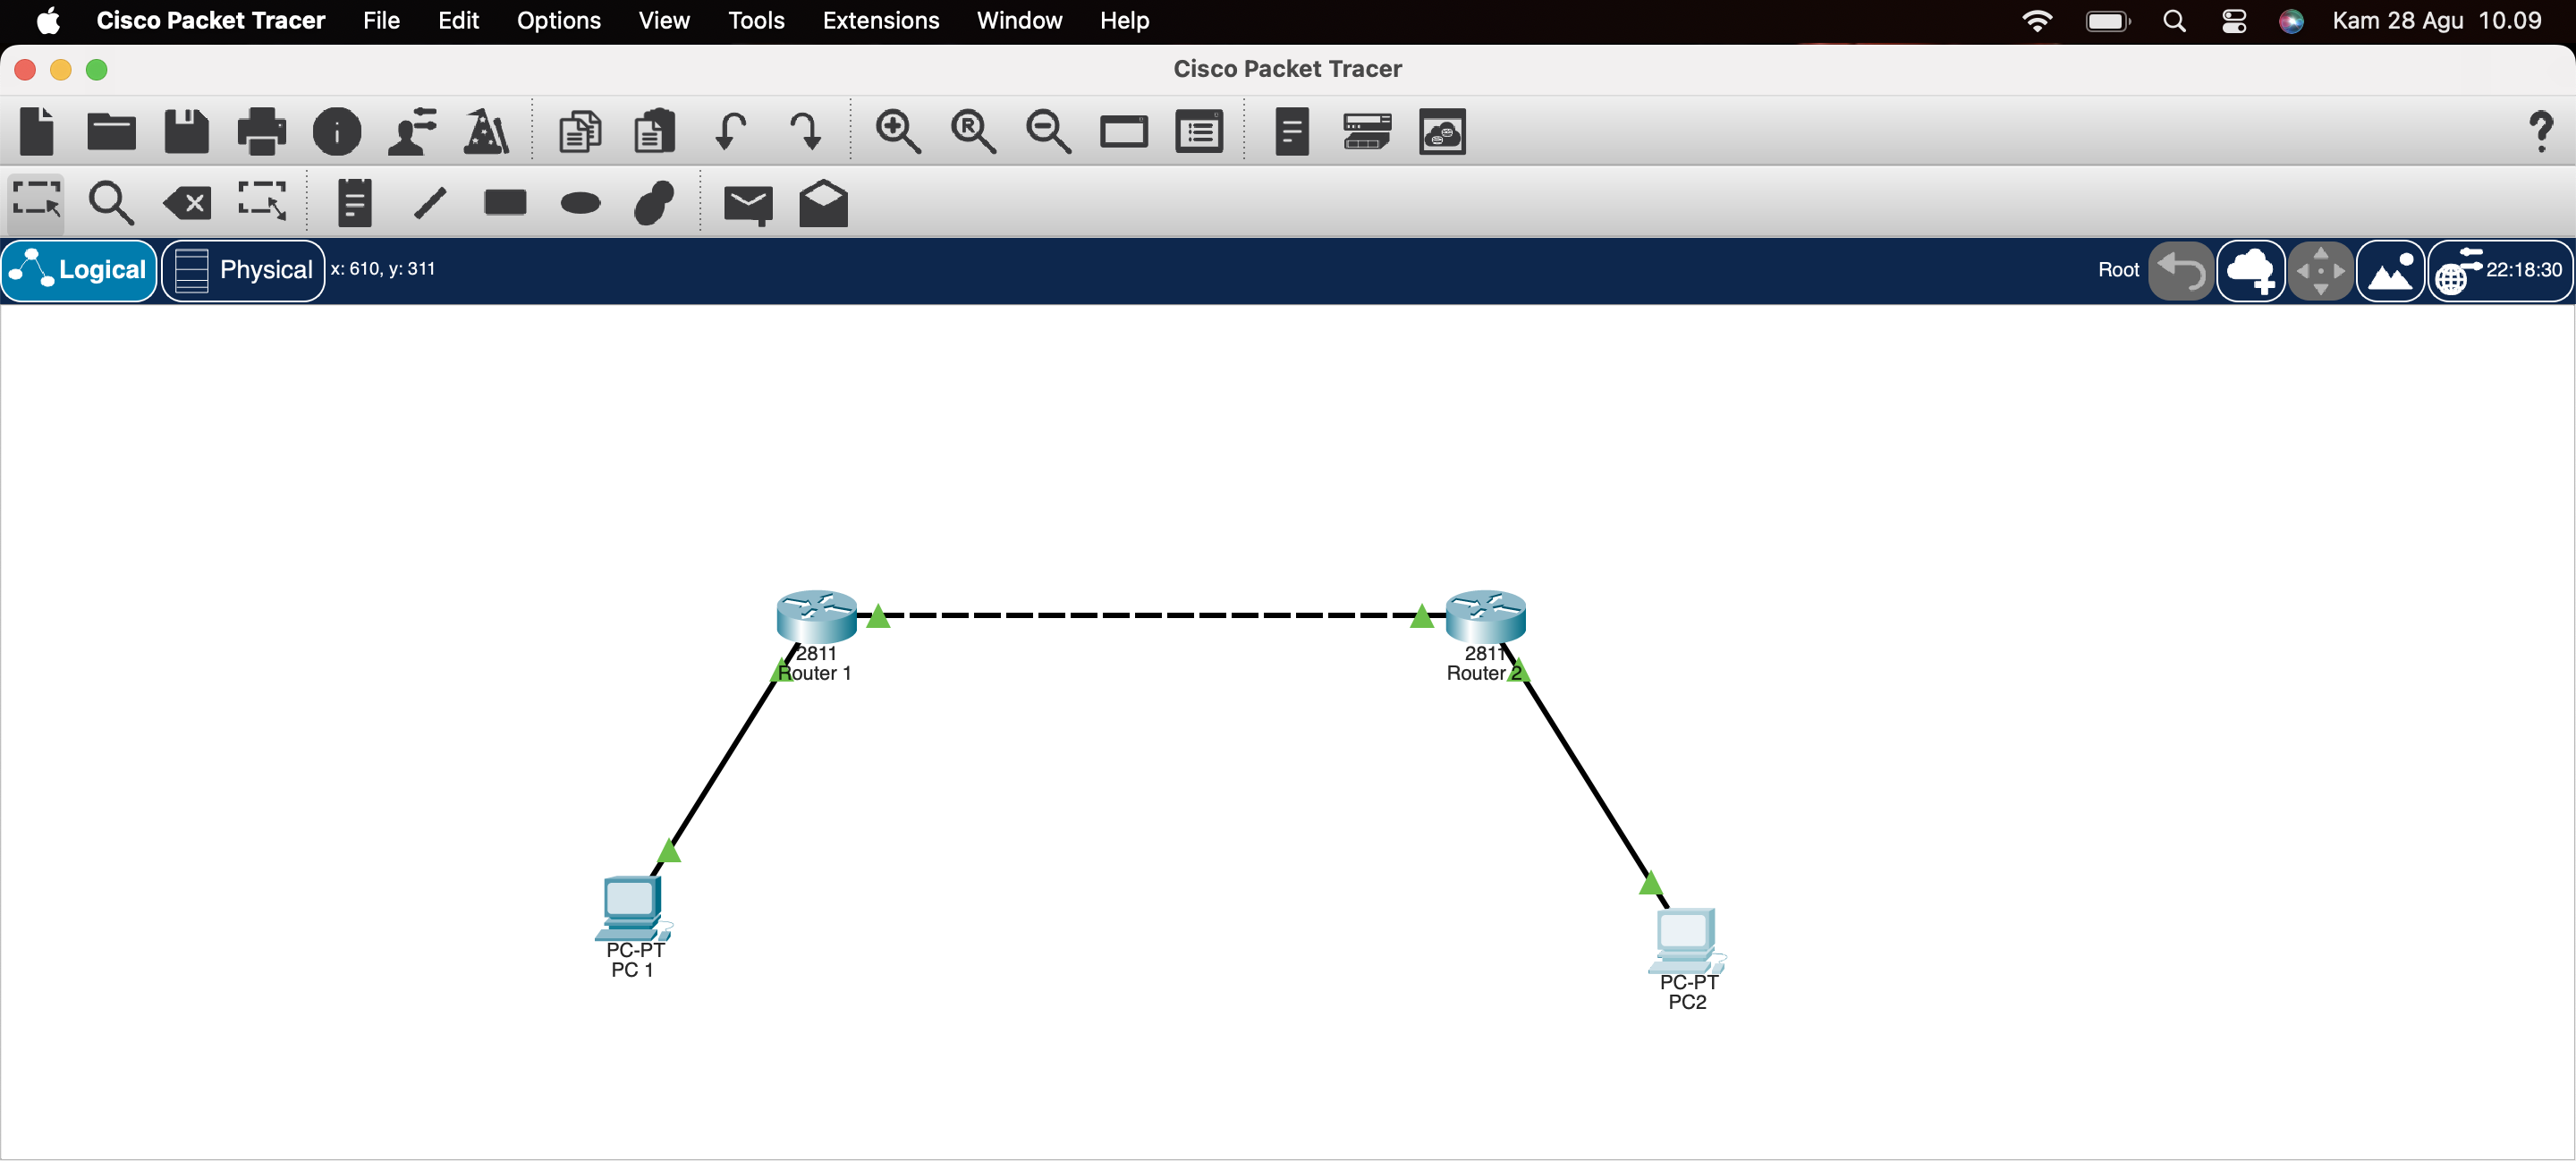 Cisco Packet Tracer File Edit Options View Tools Extensions Window Help Kam 28 Agu 10.09
Cisco Packet Tracer
Logical Physical x: 610, y: 311 Root 22:18:30
2811
Router 1
2811
Router 2
PC-PT
PC 1
PC-PT
PC2